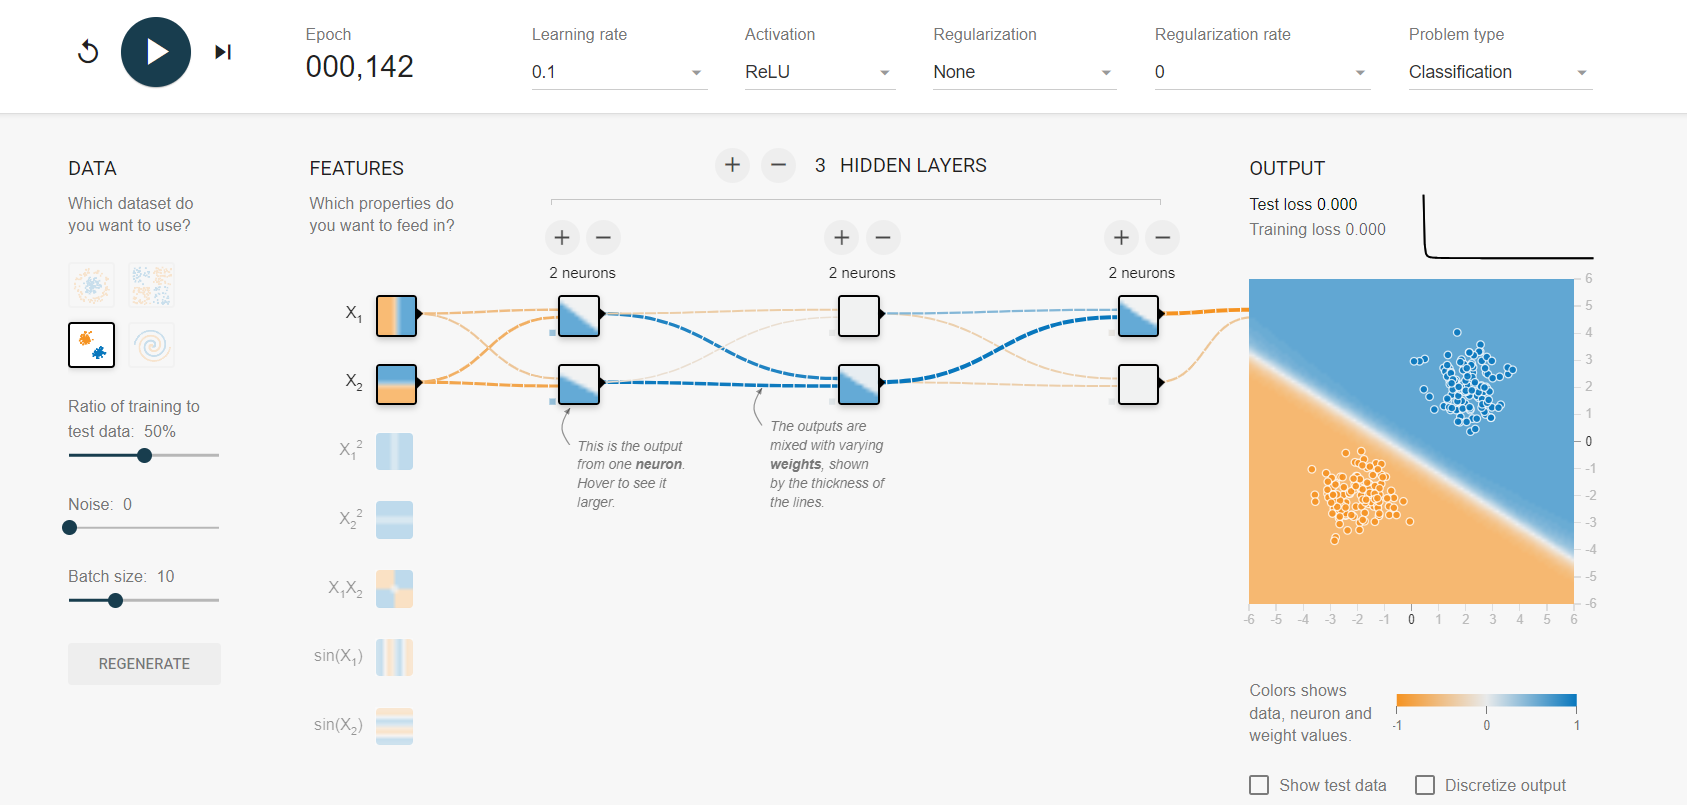 Epoch
000,142
Learning rate
0.1
Activation
ReLU
Regularization
None
Regularization rate
0
Problem type
Classification
DATA
Which dataset do
you want to use?
Ratio of training to
test data: 50%
Noise: 0
Batch size: 10
REGENERATE
FEATURES
Which properties do
you want to feed in?
X1
X2
X1²
X2²
X1X2
sin(X1)
sin(X2)
+ − 3 HIDDEN LAYERS
+ −
2 neurons
+ −
2 neurons
+ −
2 neurons
This is the output
from one neuron.
Hover to see it
larger.
The outputs are
mixed with varying
weights, shown
by the thickness of
the lines.
OUTPUT
Test loss 0.000
Training loss 0.000
6
5
4
3
2
1
0
-1
-2
-3
-4
-5
-6
-6 -5 -4 -3 -2 -1 0 1 2 3 4 5 6
Colors shows
data, neuron and
weight values.
-1 0 1
Show test data
Discretize output